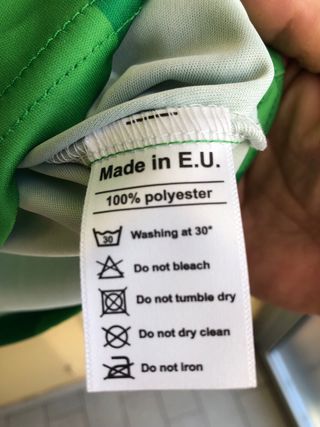 Made in E.U.
100% polyester
30 Washing at 30°
Do not bleach
Do not tumble dry
Do not dry clean
Do not iron